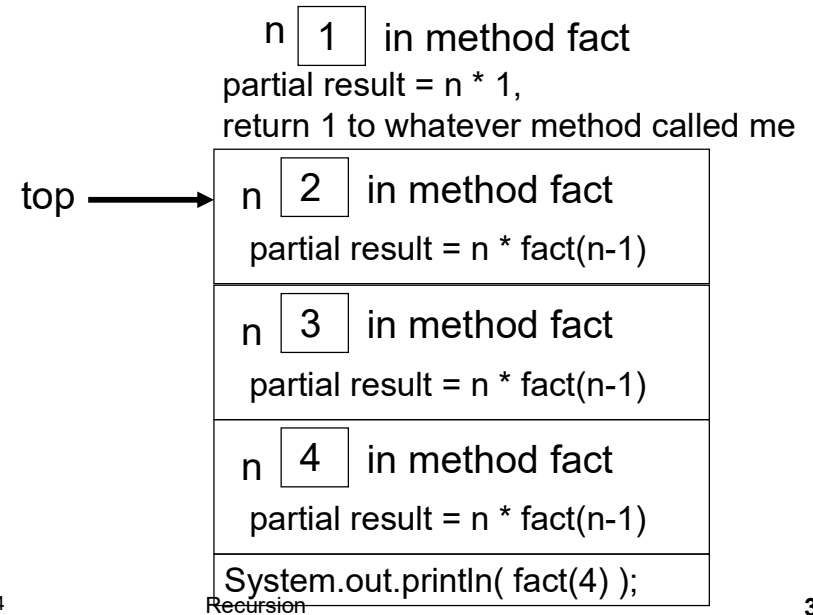 n 1 in method fact
partial result = n * 1,
return 1 to whatever method called me
top n 2 in method fact
partial result = n * fact(n-1)
n 3 in method fact
partial result = n * fact(n-1)
n 4 in method fact
partial result = n * fact(n-1)
System.out.println( fact(4) );
4 Recursion 3